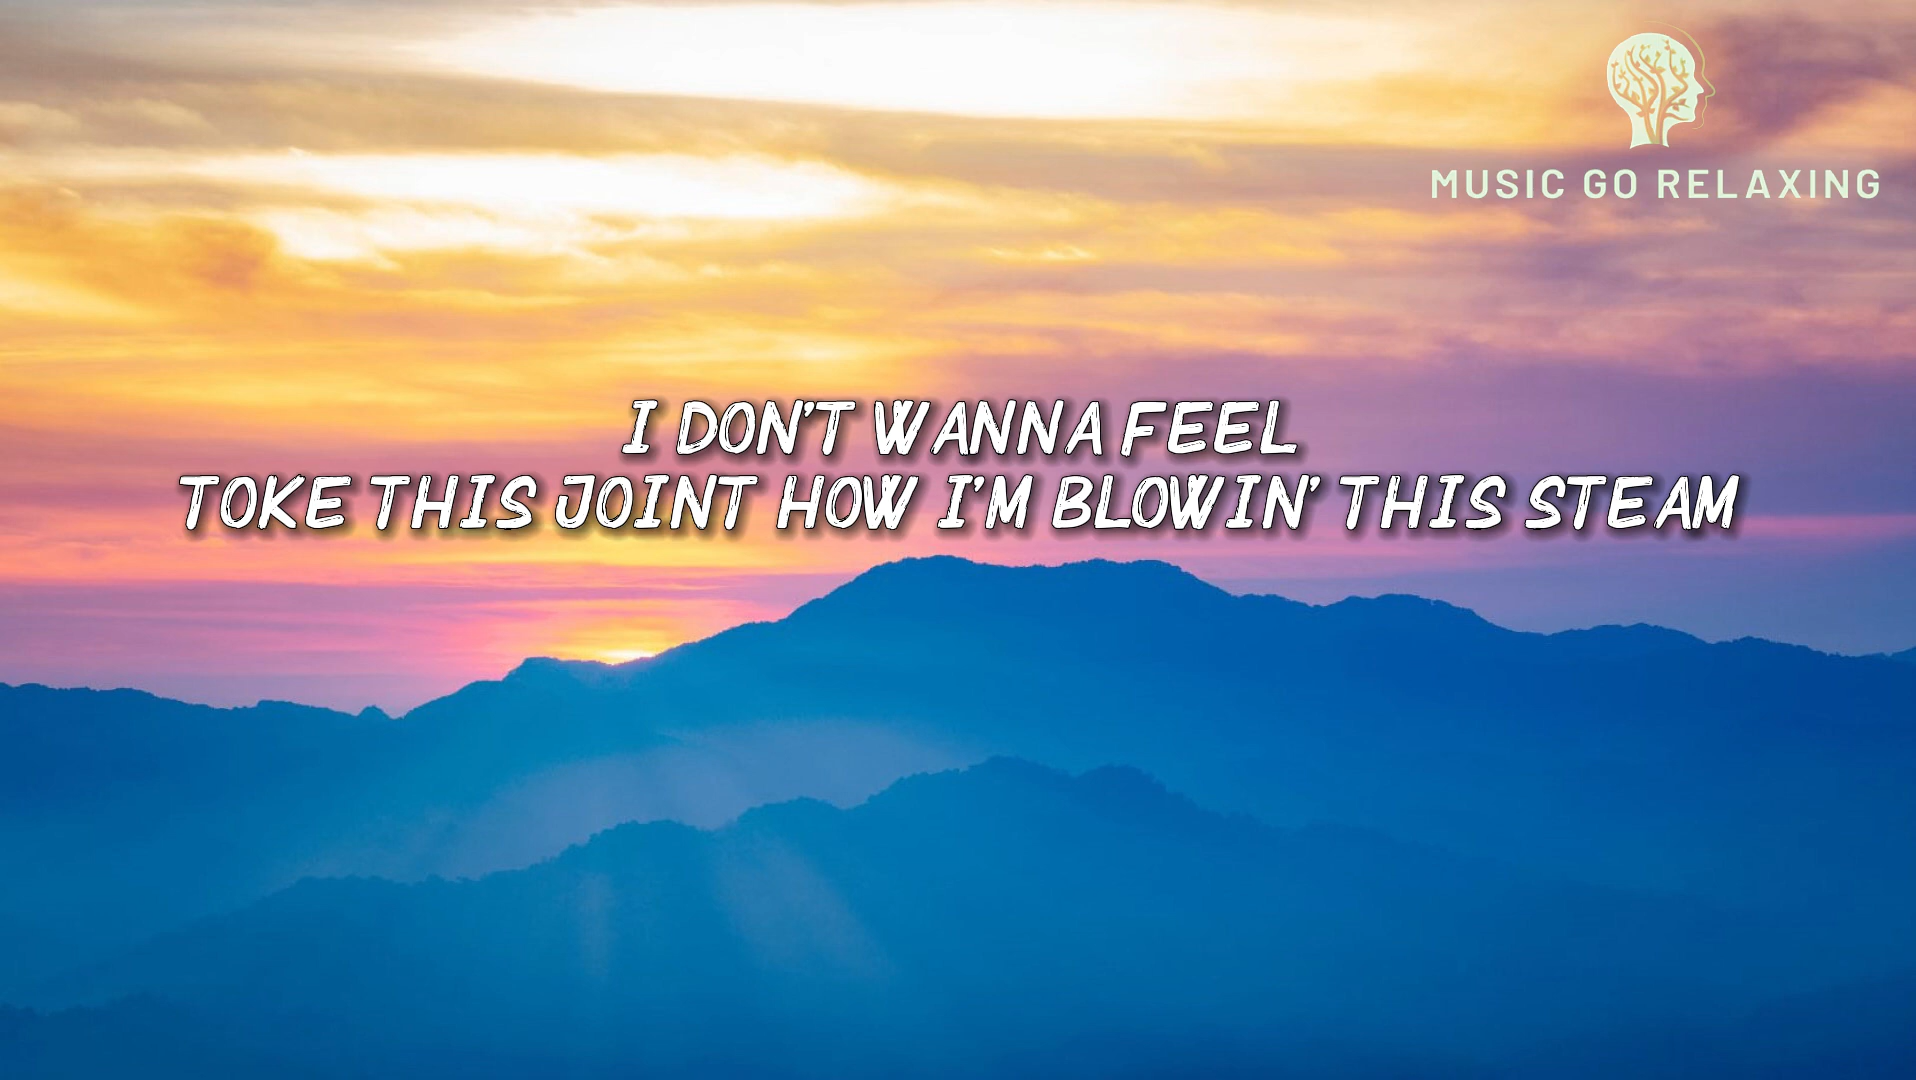 MUSIC GO RELAXING
I DON'T WANNA FEEL
TOKE THIS JOINT HOW I'M BLOWIN' THIS STEAM